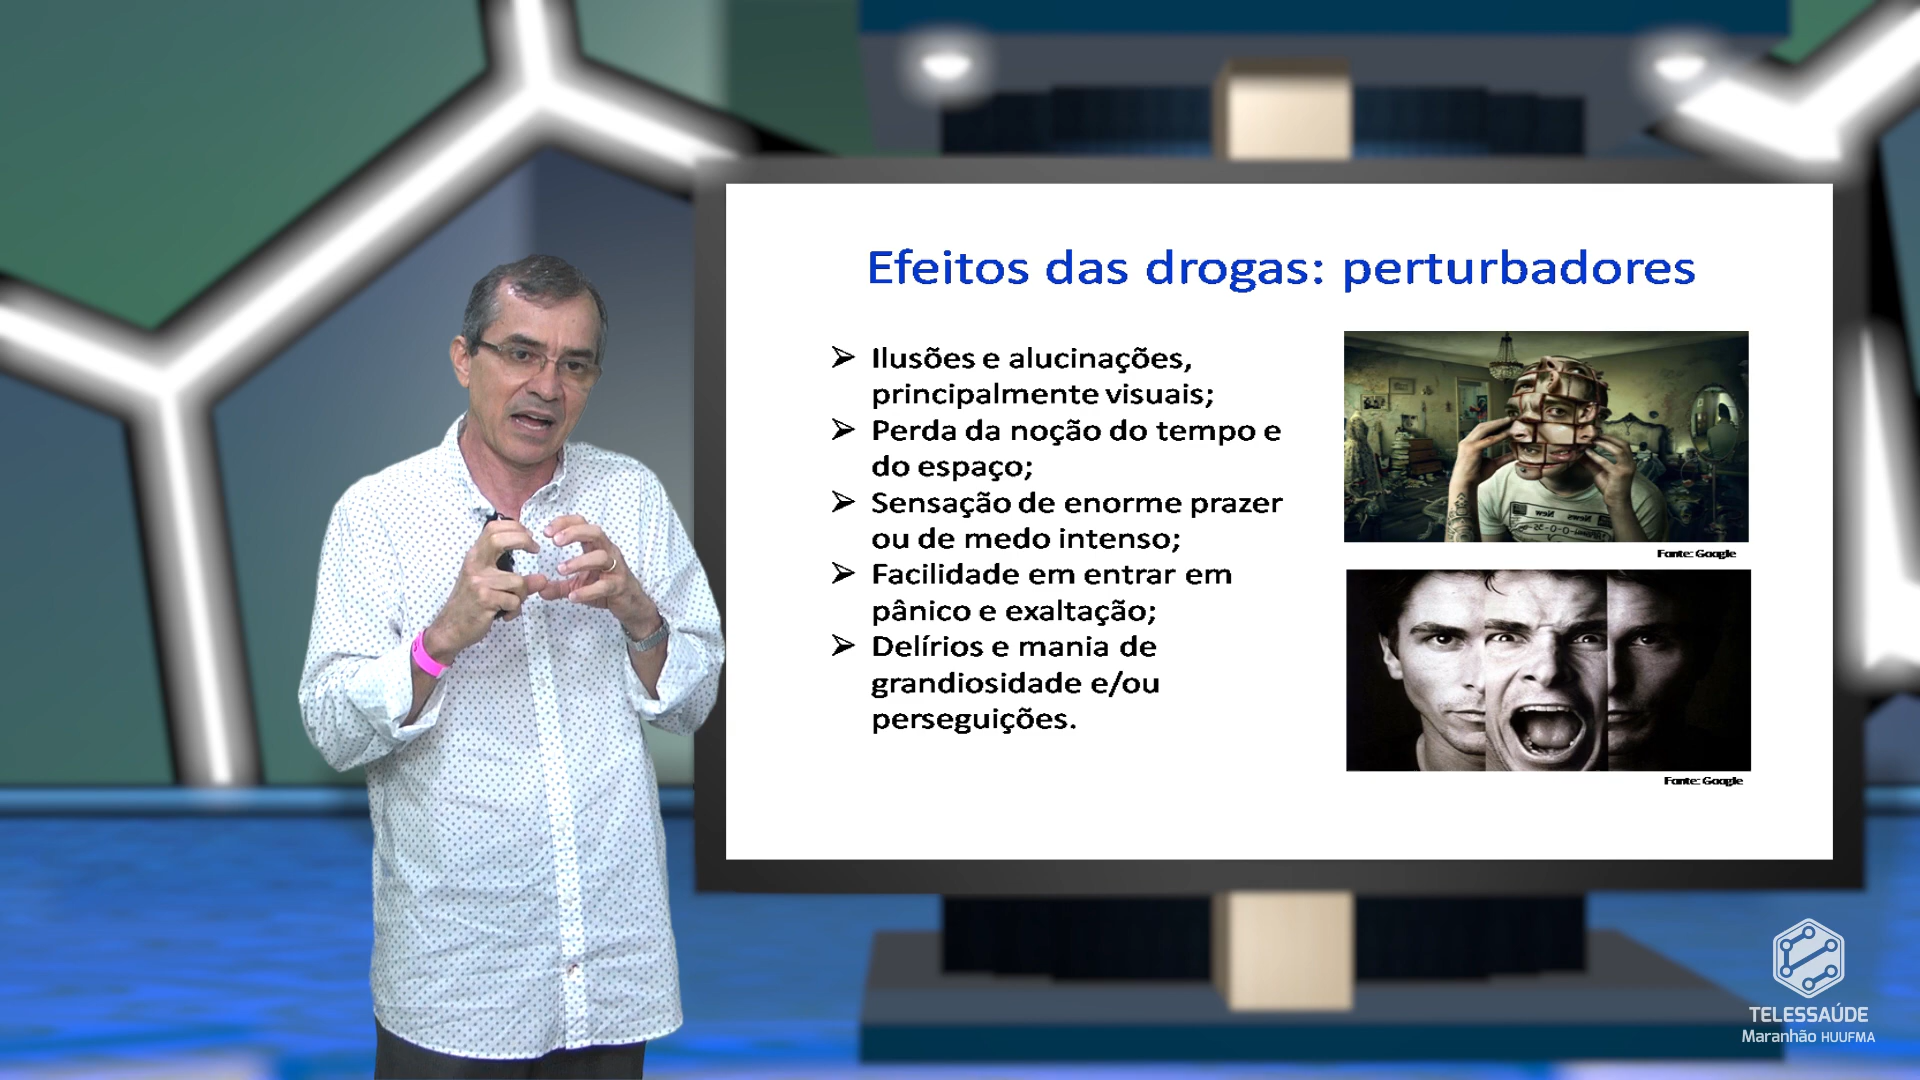 Efeitos das drogas: perturbadores
➢ Ilusões e alucinações,
principalmente visuais;
➢ Perda da noção do tempo e
do espaço;
➢ Sensação de enorme prazer
ou de medo intenso;
➢ Facilidade em entrar em
pânico e exaltação;
➢ Delírios e mania de
grandiosidade e/ou
perseguições.
Fonte: Google
Fonte: Google
TELESSAÚDE
Maranhão HUUFMA